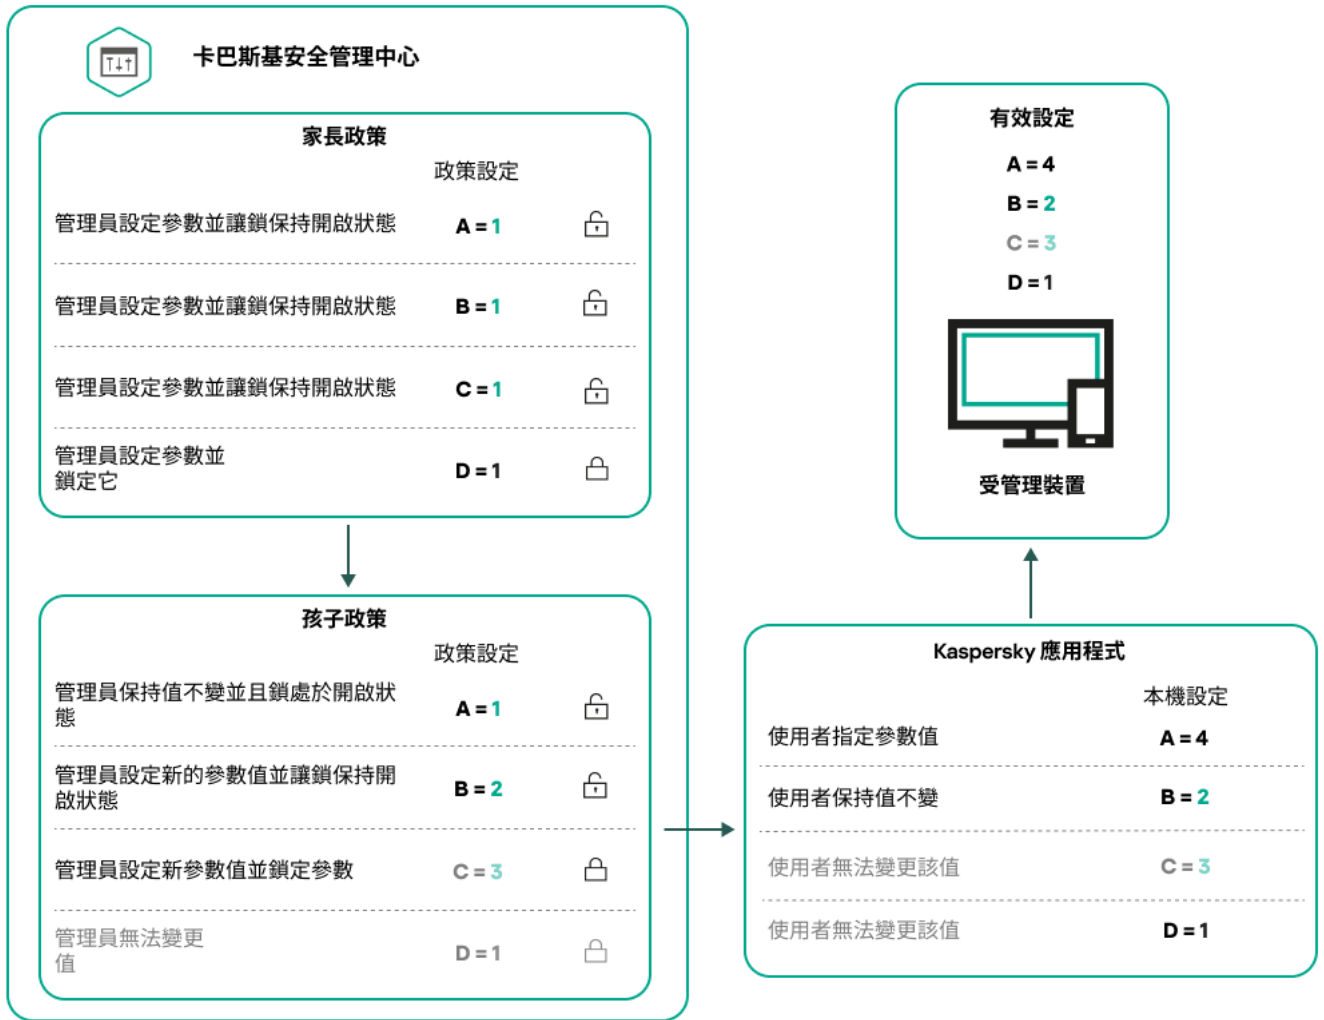 卡巴斯基安全管理中心
家長政策
政策設定
管理員設定參數並讓鎖保持開啟狀態
A = 1
管理員設定參數並讓鎖保持開啟狀態
B = 1
管理員設定參數並讓鎖保持開啟狀態
C = 1
管理員設定參數並
鎖定它
D = 1
孩子政策
政策設定
管理員保持值不變並且鎖處於開啟狀
態
A = 1
管理員設定新的參數值並讓鎖保持開
啟狀態
B = 2
管理員設定新參數值並鎖定參數
C = 3
管理員無法變更
值
D = 1
Kaspersky 應用程式
本機設定
使用者指定參數值
A = 4
使用者保持值不變
B = 2
使用者無法變更該值
C = 3
使用者無法變更該值
D = 1
有效設定
A = 4
B = 2
C = 3
D = 1
受管理裝置